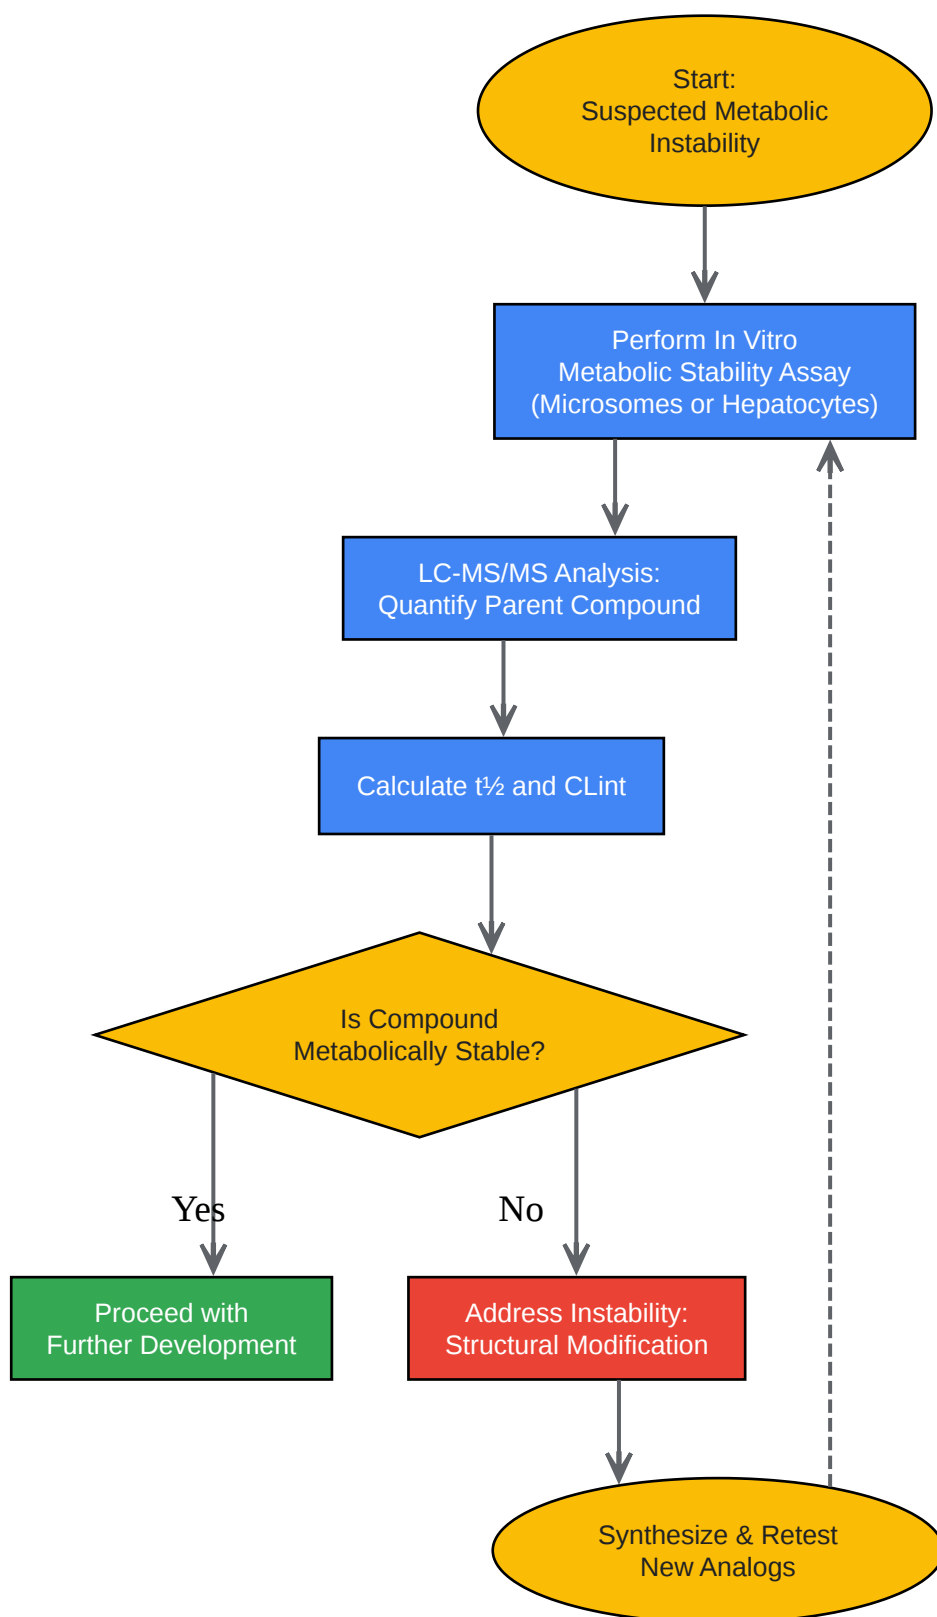 Start:
Suspected Metabolic
Instability
Perform In Vitro
Metabolic Stability Assay
(Microsomes or Hepatocytes)
LC-MS/MS Analysis:
Quantify Parent Compound
Calculate t½ and CLint
Is Compound
Metabolically Stable?
Yes
No
Proceed with
Further Development
Address Instability:
Structural Modification
Synthesize & Retest
New Analogs